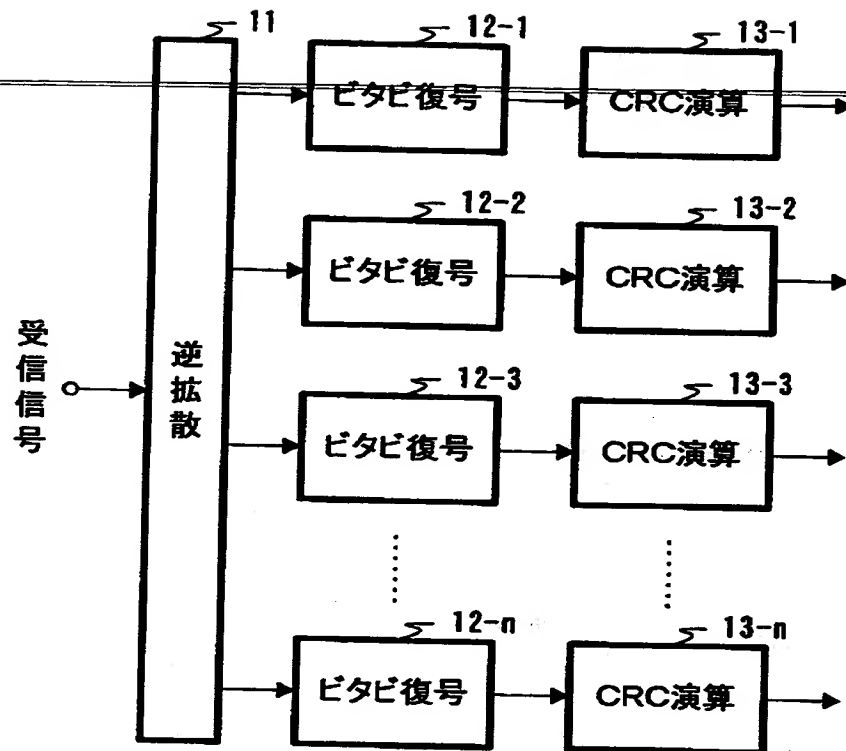 11
12-1
13-1
ビタビ復号
CRC演算
12-2
13-2
ビタビ復号
CRC演算
受信信号
逆拡散
12-3
13-3
ビタビ復号
CRC演算
12-n
13-n
ビタビ復号
CRC演算